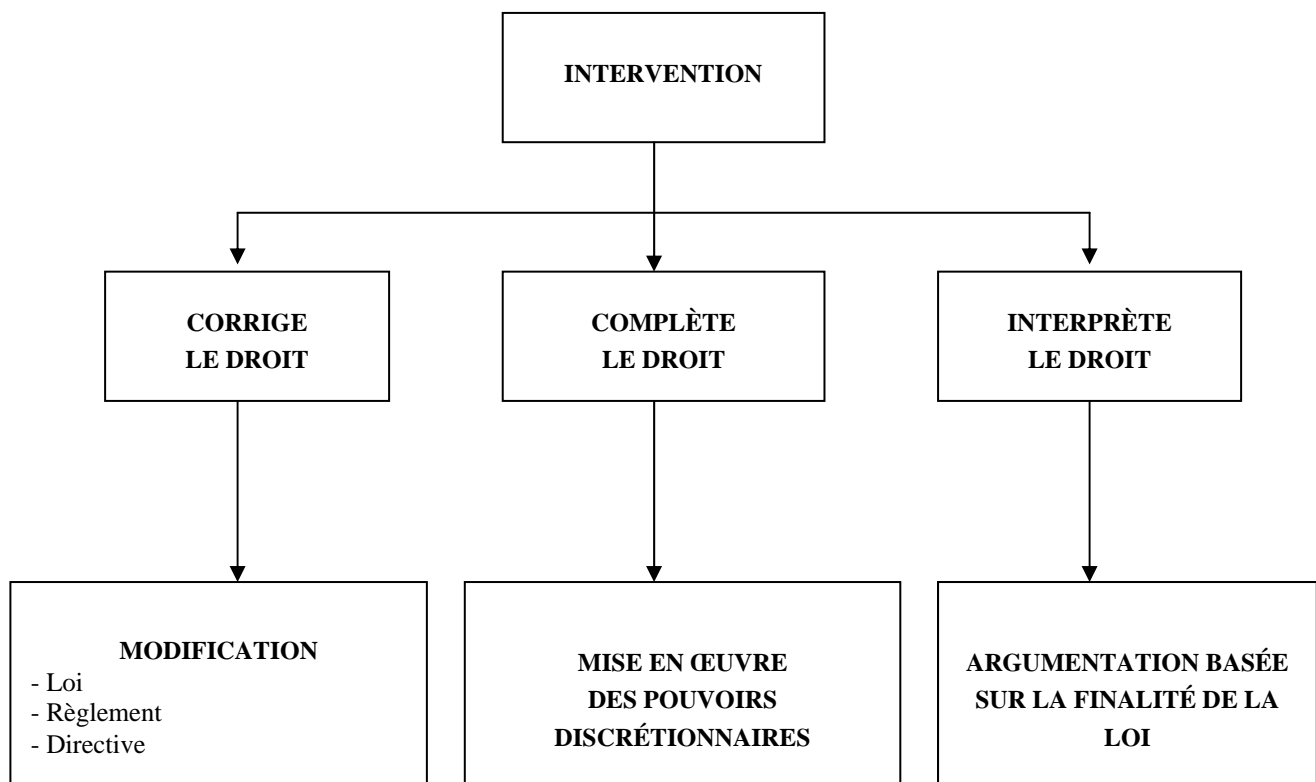 INTERVENTION
CORRIGE
LE DROIT
COMPLÈTE
LE DROIT
INTERPRÈTE
LE DROIT
MODIFICATION
- Loi
- Règlement
- Directive
MISE EN ŒUVRE
DES POUVOIRS
DISCRÉTIONNAIRES
ARGUMENTATION BASÉE
SUR LA FINALITÉ DE LA
LOI